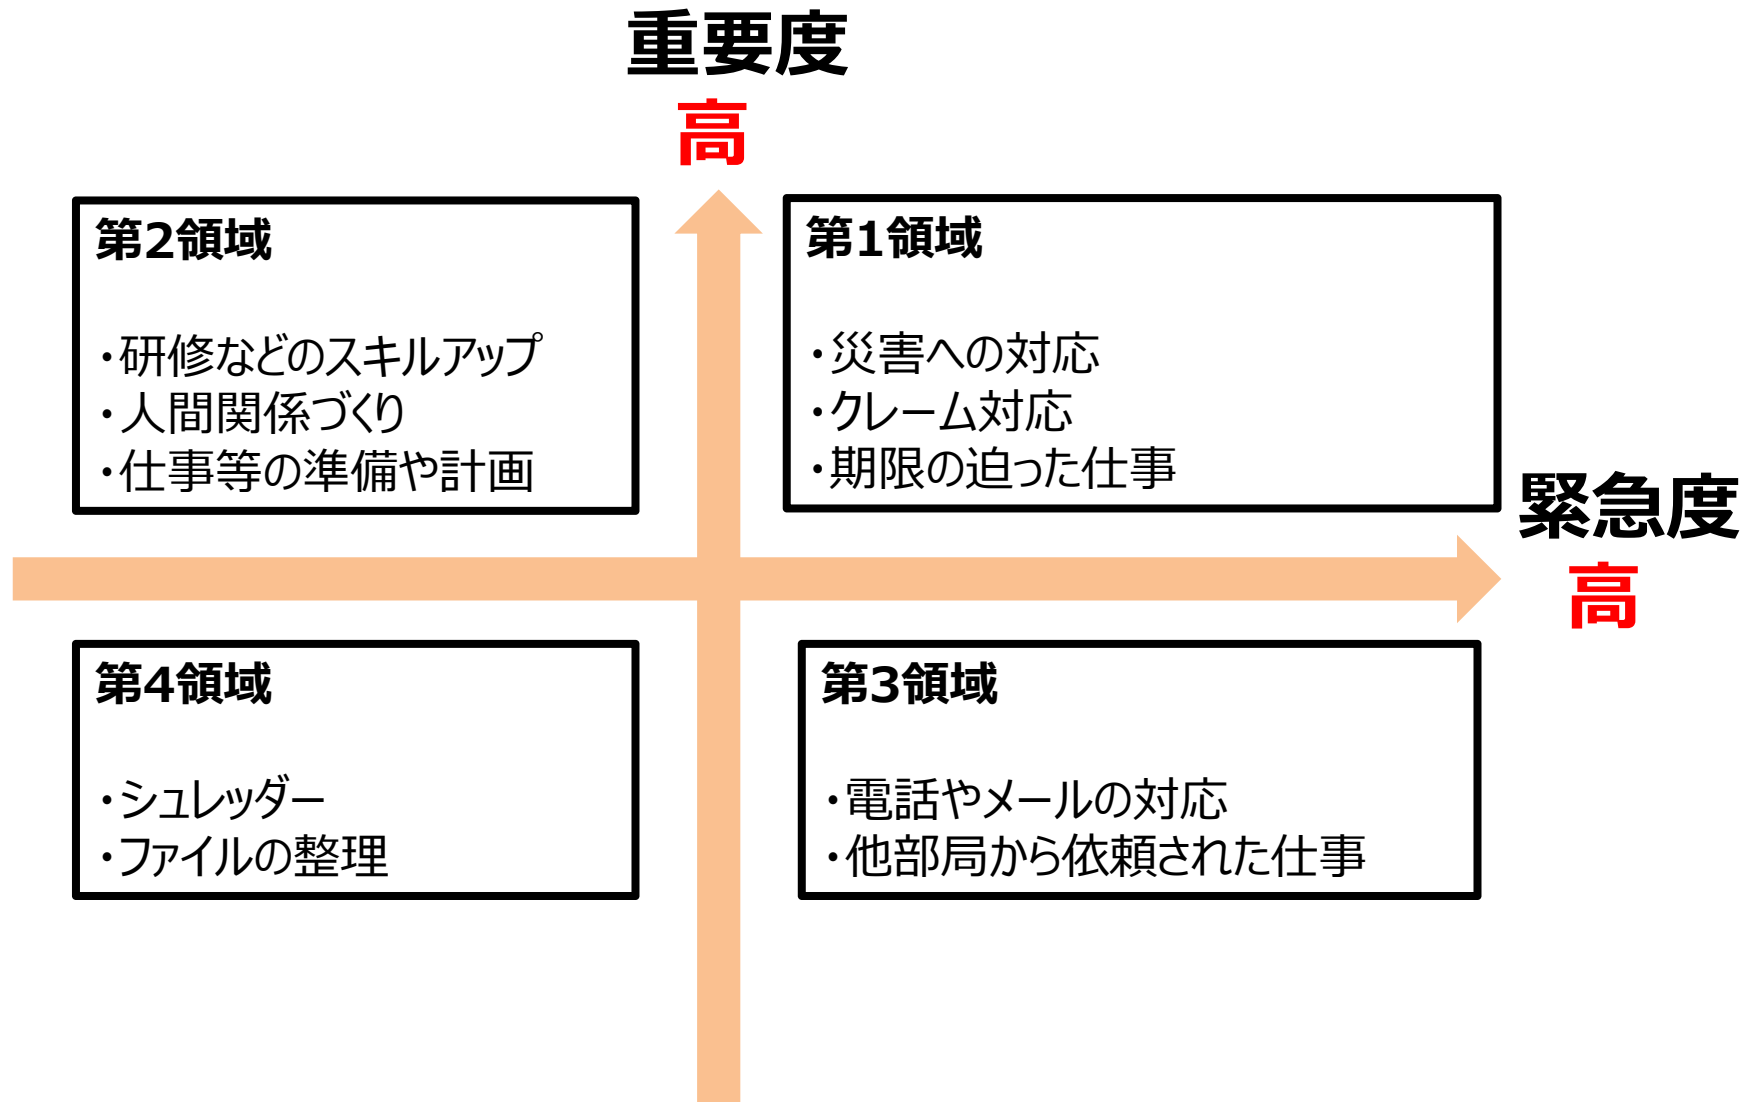 重要度
高
第2領域
・研修などのスキルアップ
・人間関係づくり
・仕事等の準備や計画
第1領域
・災害への対応
・クレーム対応
・期限の迫った仕事
緊急度
高
第4領域
・シュレッダー
・ファイルの整理
第3領域
・電話やメールの対応
・他部局から依頼された仕事